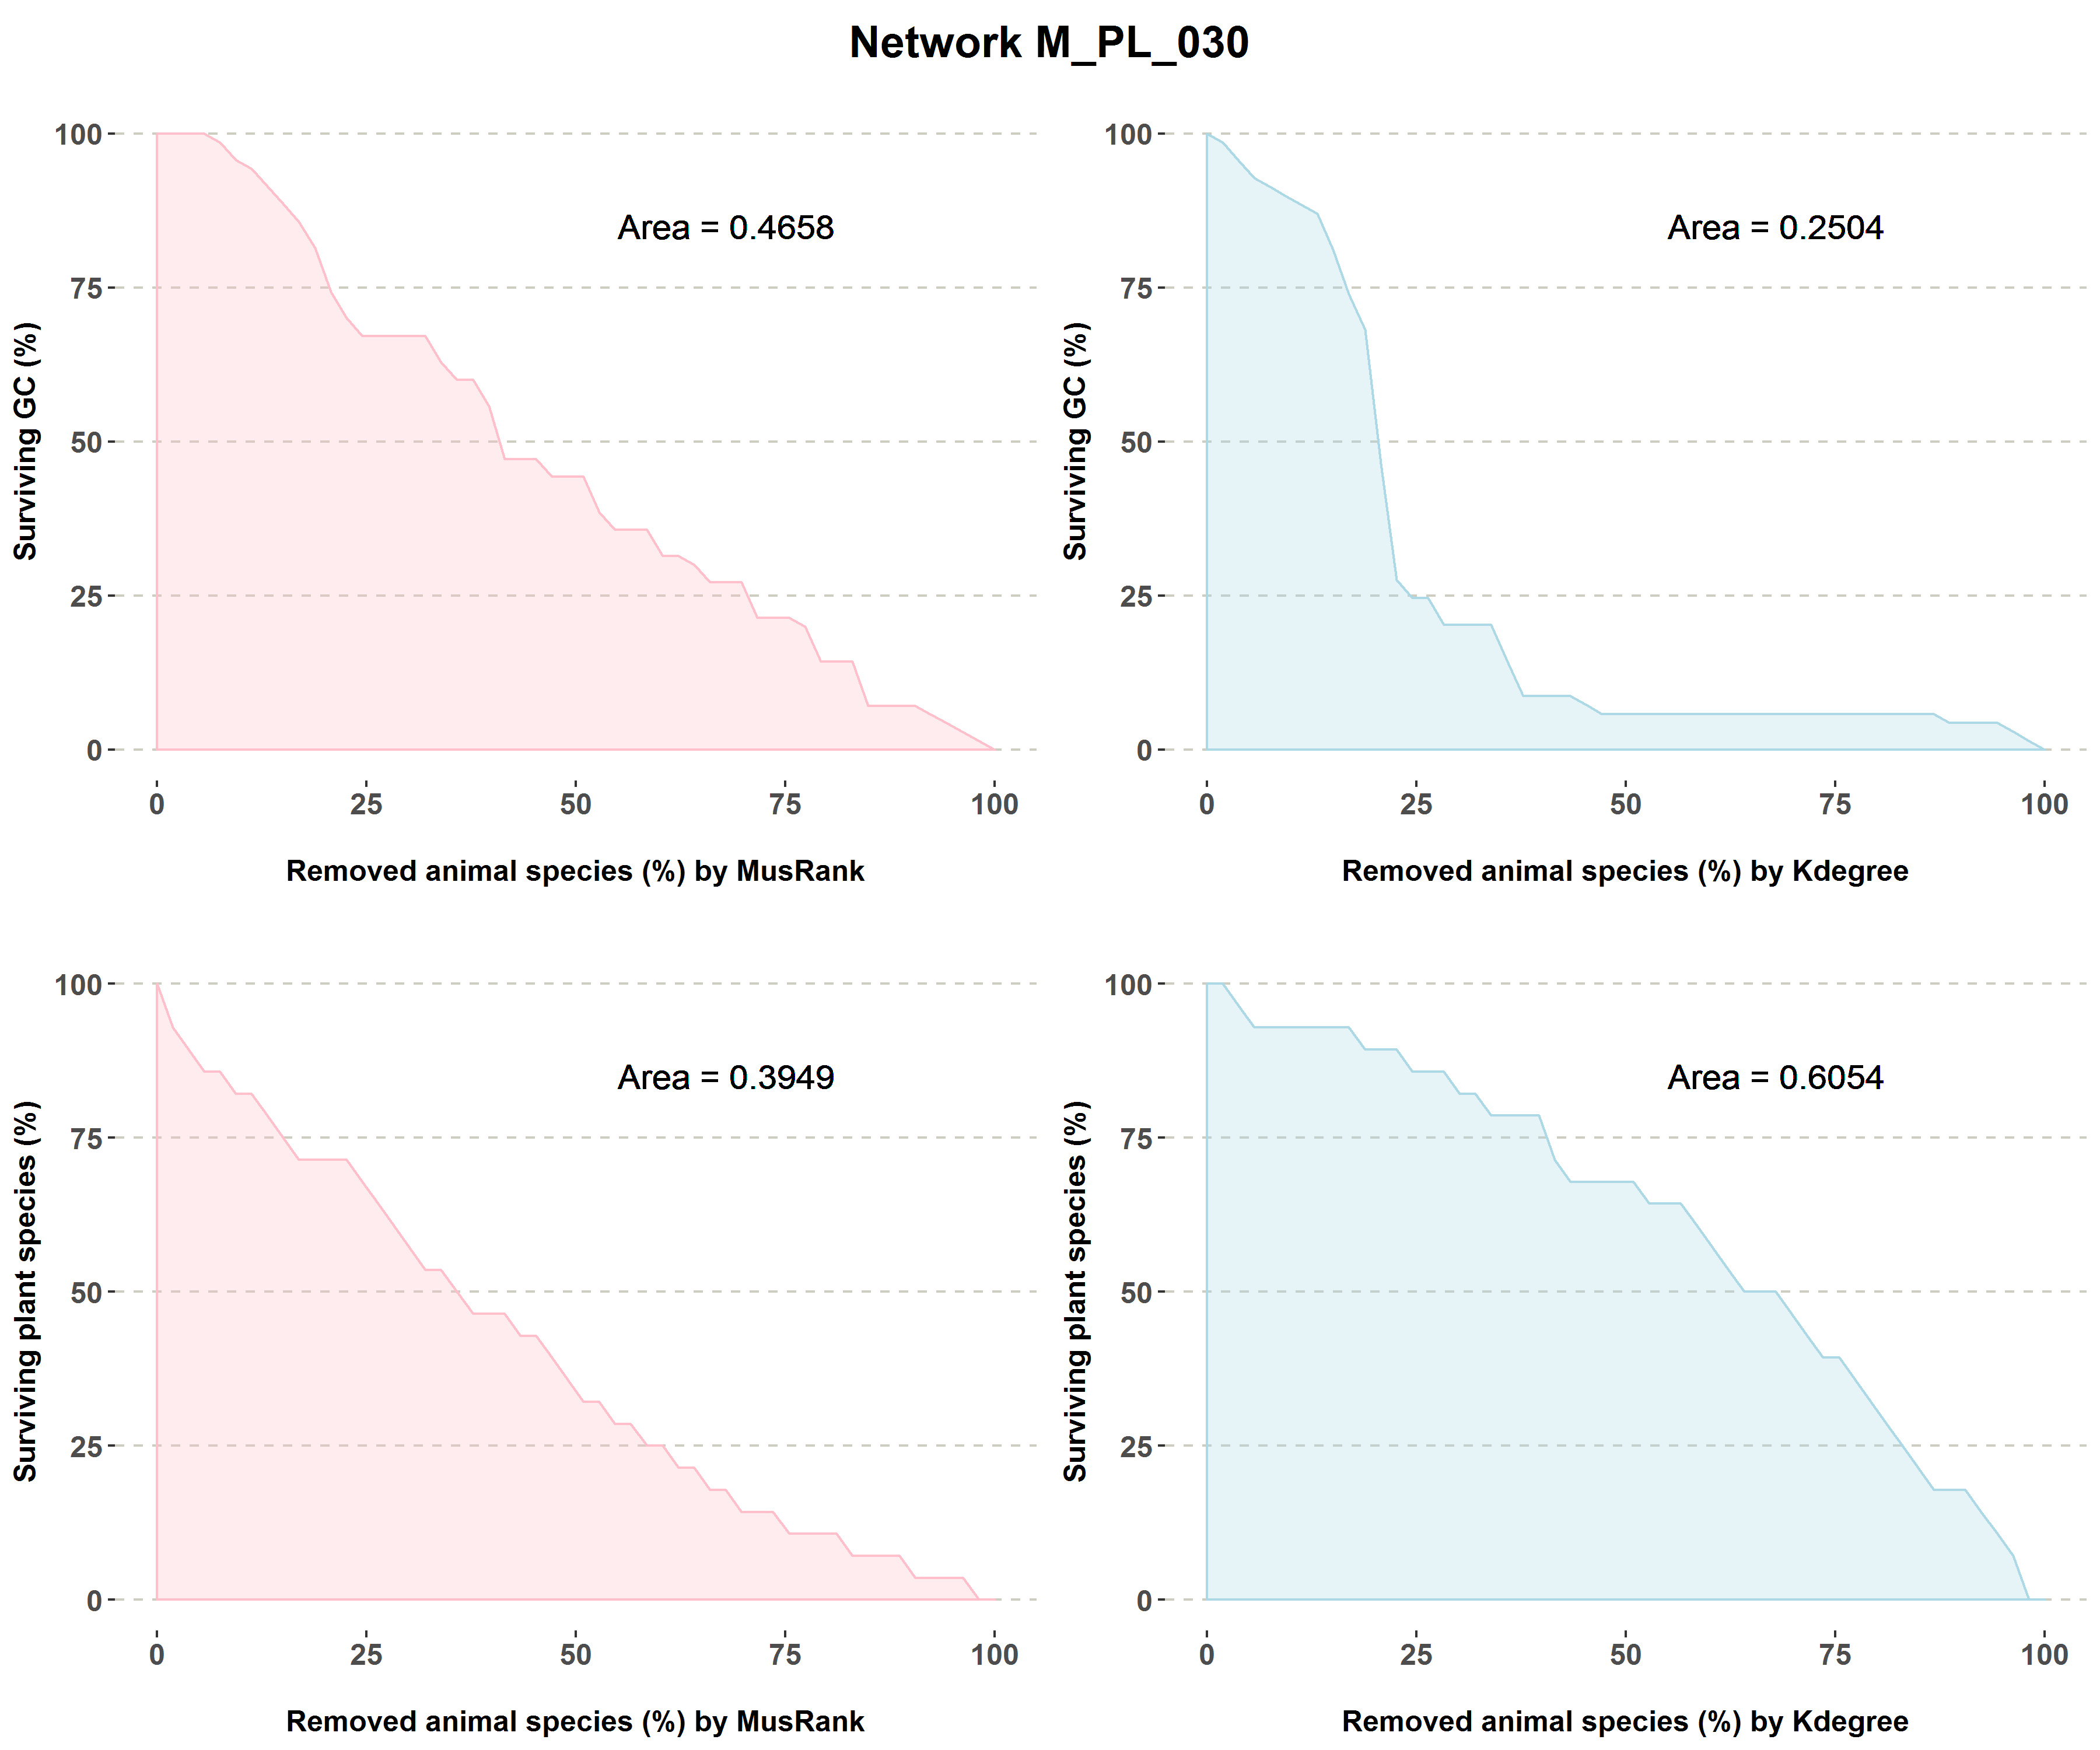 Network M_PL_030
Surviving GC (%)
100
75
50
25
0
Area = 0.4658
0 25 50 75 100
Removed animal species (%) by MusRank
Surviving GC (%)
100
75
50
25
0
Area = 0.2504
0 25 50 75 100
Removed animal species (%) by Kdegree
Surviving plant species (%)
100
75
50
25
0
Area = 0.3949
0 25 50 75 100
Removed animal species (%) by MusRank
Surviving plant species (%)
100
75
50
25
0
Area = 0.6054
0 25 50 75 100
Removed animal species (%) by Kdegree